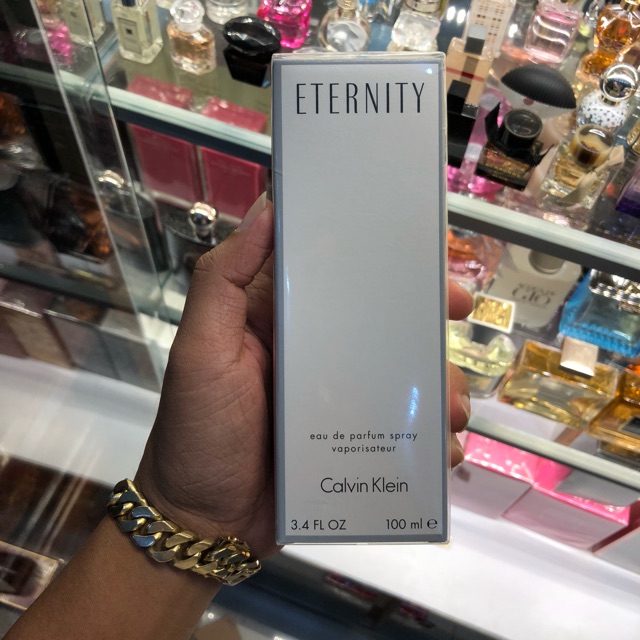 ETERNITY
eau de parfum spray
vaporisateur
Calvin Klein
3.4 FL OZ 100 ml ℮